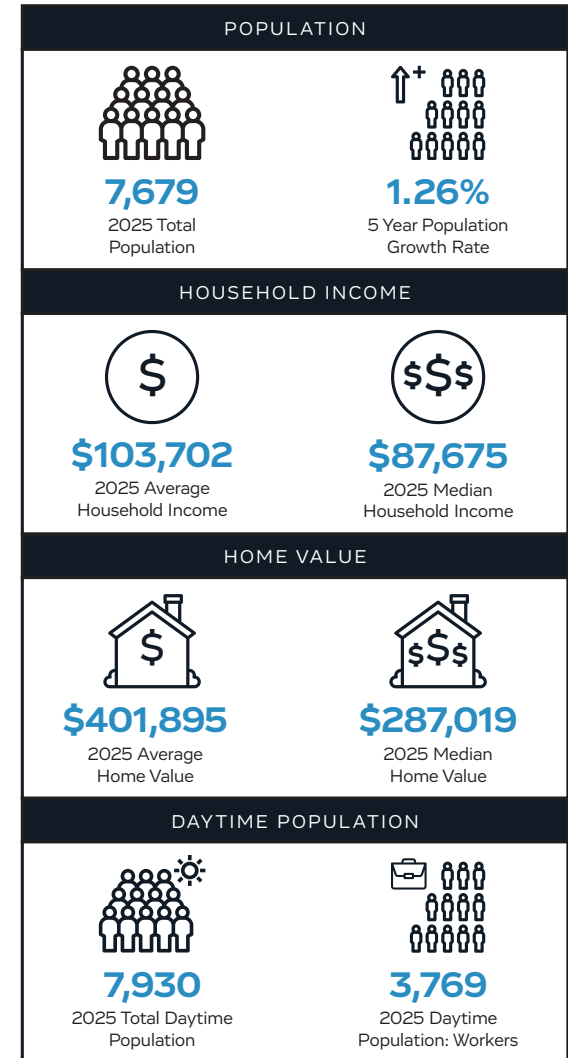 POPULATION
7,679
2025 Total
Population
1.26%
5 Year Population
Growth Rate
HOUSEHOLD INCOME
$
$103,702
2025 Average
Household Income
$$$
$87,675
2025 Median
Household Income
HOME VALUE
$
$401,895
2025 Average
Home Value
$$$
$287,019
2025 Median
Home Value
DAYTIME POPULATION
7,930
2025 Total Daytime
Population
3,769
2025 Daytime
Population: Workers